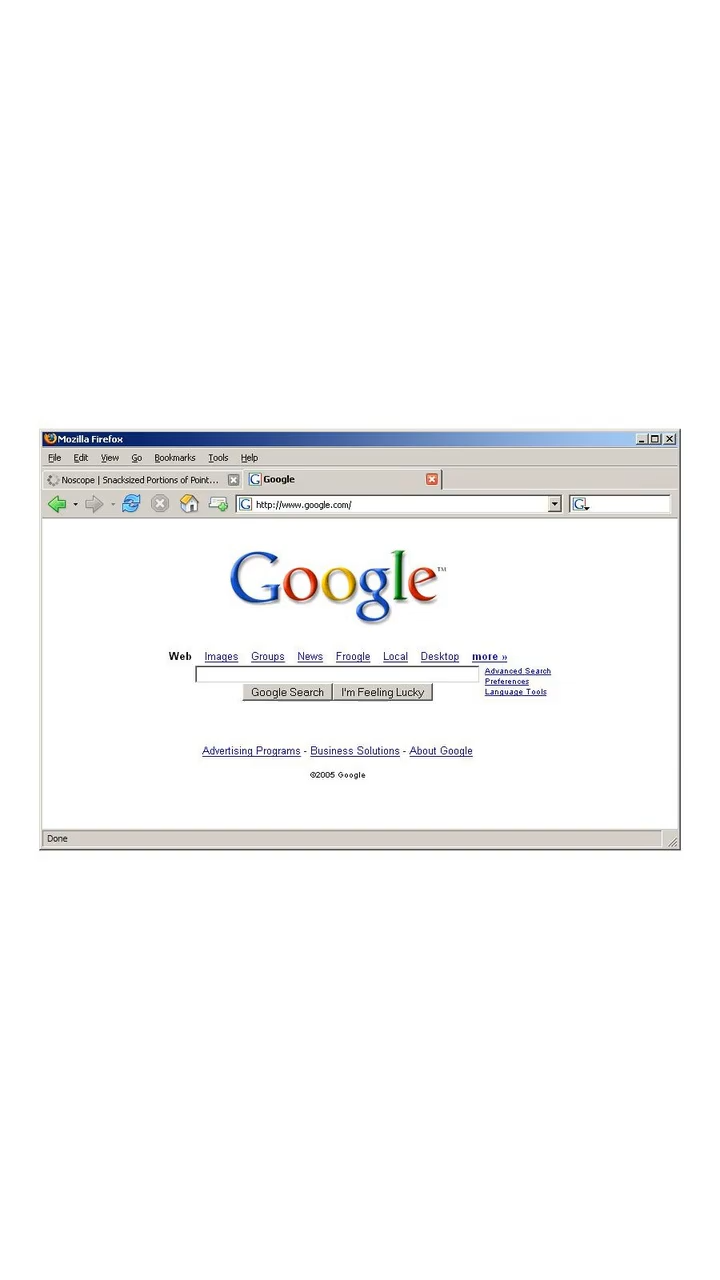 Mozilla Firefox
File Edit View Go Bookmarks Tools Help
Noscope | Snacksized Portions of Point... Google
http://www.google.com/
Google™
Web Images Groups News Froogle Local Desktop more »
Advanced Search
Preferences
Language Tools
Google Search I'm Feeling Lucky
Advertising Programs - Business Solutions - About Google
©2005 Google
Done